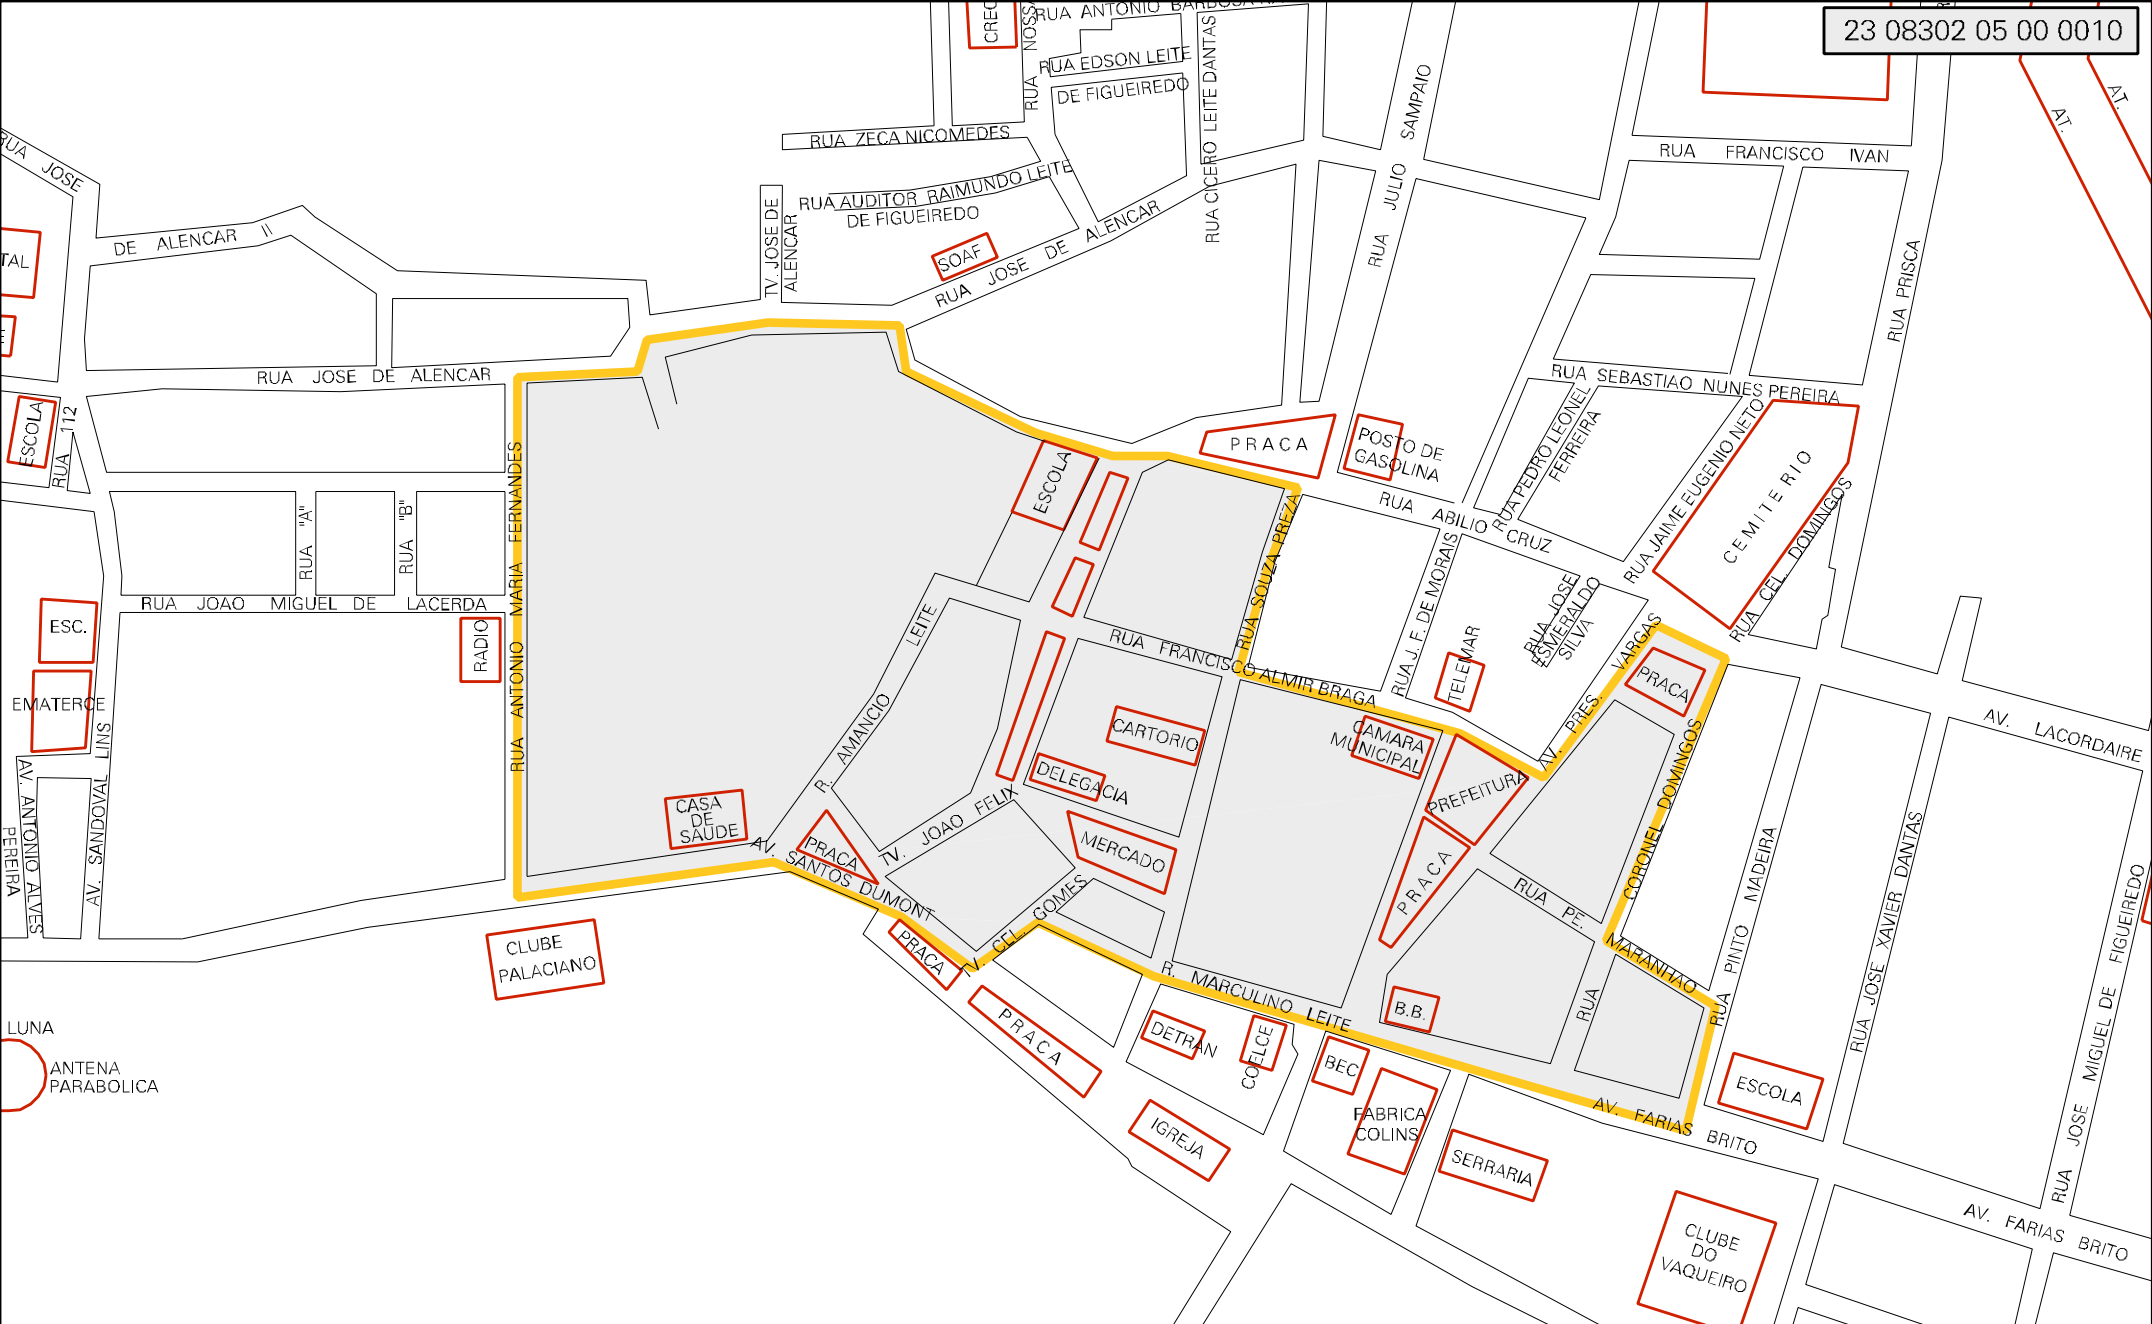 23 08302 05 00 0010
RUA ANTONIO BARBOSA
RUA NOSSA
RUA EDSON LEITE
DE FIGUEIREDO
RUA CICERO LEITE DANTAS
RUA ZECA NICOMEDES
RUA AUDITOR RAIMUNDO LEITE
DE FIGUEIREDO
TV. JOSE DE
ALENCAR
SOAF
RUA JOSE DE ALENCAR
RUA JULIO SAMPAIO
RUA FRANCISCO IVAN
RUA PRISCA
AT.
AT.
RUA JOSE
DE ALENCAR II
RUA JOSE DE ALENCAR
ESCOLA
RUA 112
RUA "A"
RUA "B"
RUA JOAO MIGUEL DE LACERDA
RUA ANTONIO MARIA FERNANDES
RADIO
ESC.
EMATERCE
AV. SANDOVAL LINS
AV. ANTONIO ALVES
PEREIRA
ESCOLA
PRACA
POSTO DE
GASOLINA
RUA SEBASTIAO NUNES PEREIRA
RUA PEDRO LEONEL
FERREIRA
RUA JAIME EUGENIO NETO
CEMITERIO
RUA CEL. DOMINGOS
RUA ABILIO CRUZ
RUA SOUZA PREZA
RUA J. F. DE MORAIS
RUA JOSE
ESMERALDO
SILVA
TELEMAR
RUA FRANCISCO ALMIR BRAGA
AV. PRES. VARGAS
PRACA
R. AMANCIO LEITE
CARTORIO
DELEGACIA
CAMARA
MUNICIPAL
PREFEITURA
PRACA
CASA
DE
SAUDE
PRACA
AV. SANTOS DUMONT
TV. JOAO FELIX
MERCADO
TV. CEL. GOMES
PRACA
CLUBE
PALACIANO
PRACA
R. MARCULINO LEITE
B.B.
RUA PE.
MARANHAO
RUA
CORONEL DOMINGOS
RUA PINTO MADEIRA
RUA JOSE XAVIER DANTAS
AV. LACORDAIRE
RUA JOSE MIGUEL DE FIGUEIREDO
LUNA
ANTENA
PARABOLICA
DETRAN
COELCE
BEC
FABRICA
COLINS
IGREJA
SERRARIA
ESCOLA
AV. FARIAS BRITO
CLUBE
DO
VAQUEIRO
AV. FARIAS BRITO